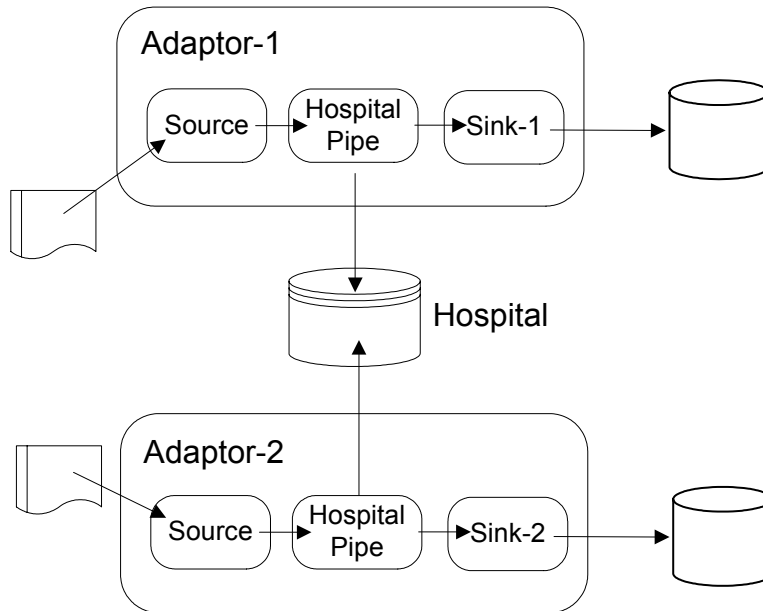 Adaptor-1
Source
Hospital
Pipe
Sink-1
Hospital
Adaptor-2
Source
Hospital
Pipe
Sink-2